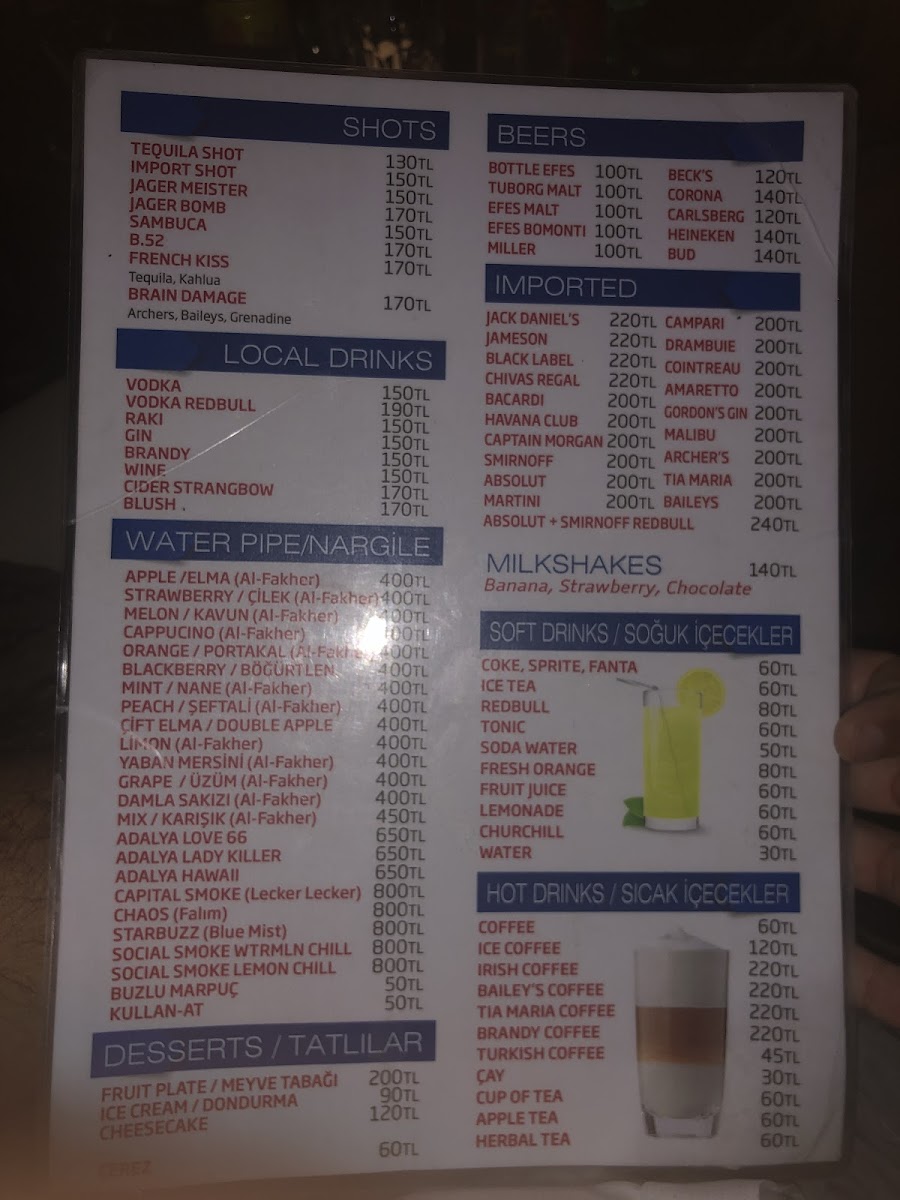 SHOTS
TEQUILA SHOT 130TL
IMPORT SHOT 150TL
JAGER MEISTER 150TL
JAGER BOMB 170TL
SAMBUCA 150TL
B.52 170TL
FRENCH KISS 170TL
Tequila, Kahlua
BRAIN DAMAGE 170TL
Archers, Baileys, Grenadine
LOCAL DRINKS
VODKA 150TL
VODKA REDBULL 190TL
RAKI 150TL
GIN 150TL
BRANDY 150TL
WINE 150TL
CIDER STRANGBOW 170TL
BLUSH 170TL
WATER PIPE/NARGİLE
APPLE /ELMA (Al-Fakher) 400TL
STRAWBERRY / ÇİLEK (Al-Fakher) 400TL
MELON / KAVUN (Al-Fakher) 400TL
CAPPUCINO (Al-Fakher) 400TL
ORANGE / PORTAKAL (Al-Fakher) 400TL
BLACKBERRY / BÖĞÜRTLEN 400TL
MINT / NANE (Al-Fakher) 400TL
PEACH / ŞEFTALİ (Al-Fakher) 400TL
ÇİFT ELMA / DOUBLE APPLE 400TL
LİMON (Al-Fakher) 400TL
YABAN MERSİNİ (Al-Fakher) 400TL
GRAPE / ÜZÜM (Al-Fakher) 400TL
DAMLA SAKIZI (Al-Fakher) 400TL
MIX / KARIŞIK (Al-Fakher) 450TL
ADALYA LOVE 66 650TL
ADALYA LADY KILLER 650TL
ADALYA HAWAII 650TL
CAPITAL SMOKE (Lecker Lecker) 800TL
CHAOS (Falım) 800TL
STARBUZZ (Blue Mist) 800TL
SOCIAL SMOKE WTRMLN CHILL 800TL
SOCIAL SMOKE LEMON CHILL 800TL
BUZLU MARPUÇ 50TL
KULLAN-AT 50TL
DESSERTS / TATLILAR
FRUIT PLATE / MEYVE TABAĞI 200TL
ICE CREAM / DONDURMA 90TL
CHEESECAKE 120TL
ÇEREZ 60TL
BEERS
BOTTLE EFES 100TL BECK'S 120TL
TUBORG MALT 100TL CORONA 140TL
EFES MALT 100TL CARLSBERG 120TL
EFES BOMONTI 100TL HEINEKEN 140TL
MILLER 100TL BUD 140TL
IMPORTED
JACK DANIEL'S 220TL CAMPARI 200TL
JAMESON 220TL DRAMBUIE 200TL
BLACK LABEL 220TL COINTREAU 200TL
CHIVAS REGAL 220TL AMARETTO 200TL
BACARDI 200TL GORDON'S GIN 200TL
HAVANA CLUB 200TL MALIBU 200TL
CAPTAIN MORGAN 200TL ARCHER'S 200TL
SMIRNOFF 200TL TIA MARIA 200TL
ABSOLUT 200TL BAILEYS 200TL
MARTINI 200TL
ABSOLUT + SMIRNOFF REDBULL 240TL
MILKSHAKES 140TL
Banana, Strawberry, Chocolate
SOFT DRINKS / SOĞUK İÇECEKLER
COKE, SPRITE, FANTA 60TL
ICE TEA 60TL
REDBULL 80TL
TONIC 60TL
SODA WATER 50TL
FRESH ORANGE 80TL
FRUIT JUICE 60TL
LEMONADE 60TL
CHURCHILL 60TL
WATER 30TL
HOT DRINKS / SICAK İÇECEKLER
COFFEE 60TL
ICE COFFEE 120TL
IRISH COFFEE 220TL
BAILEY'S COFFEE 220TL
TIA MARIA COFFEE 220TL
BRANDY COFFEE 220TL
TURKISH COFFEE 45TL
ÇAY 30TL
CUP OF TEA 60TL
APPLE TEA 60TL
HERBAL TEA 60TL